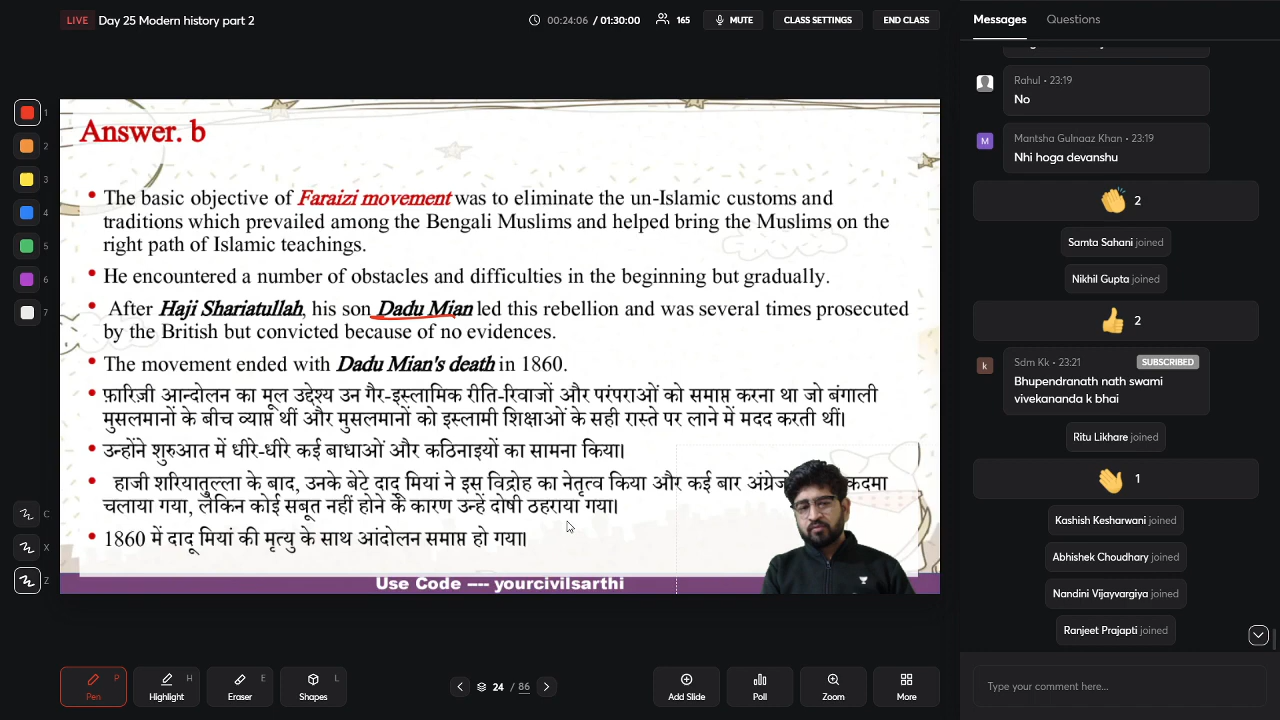 LIVE Day 25 Modern history part 2 00:24:06 / 01:30:00 165 MUTE CLASS SETTINGS END CLASS
Answer. b
The basic objective of Faraizi movement was to eliminate the un-Islamic customs and
traditions which prevailed among the Bengali Muslims and helped bring the Muslims on the
right path of Islamic teachings.
He encountered a number of obstacles and difficulties in the beginning but gradually.
After Haji Shariatullah, his son Dadu Mian led this rebellion and was several times prosecuted
by the British but convicted because of no evidences.
The movement ended with Dadu Mian's death in 1860.
फ़ारिज़ी आन्दोलन का मूल उद्देश्य उन गैर-इस्लामिक रीति-रिवाजों और परंपराओं को समाप्त करना था जो बंगाली
मुसलमानों के बीच व्याप्त थीं और मुसलमानों को इस्लामी शिक्षाओं के सही रास्ते पर लाने में मदद करती थीं।
उन्होंने शुरुआत में धीरे-धीरे कई बाधाओं और कठिनाइयों का सामना किया।
हाजी शरियातुल्ला के बाद, उनके बेटे दादू मियां ने इस विद्रोह का नेतृत्व किया और कई बार
चलाया गया, लेकिन कोई सबूत नहीं होने के कारण उन्हें दोषी ठहराया गया।
1860 में दादू मियां की मृत्यु के साथ आंदोलन समाप्त हो गया।
Use Code ---- yourcivilsarthi
1
2
3
4
5
6
7
C
X
Z
Pen P
Highlight H
Eraser E
Shapes L
24 / 86
Add Slide
Poll
Zoom
More
Messages Questions
Rahul • 23:19
No
Mantsha Gulnaaz Khan • 23:19
M
Nhi hoga devanshu
2
Samta Sahani joined
Nikhil Gupta joined
2
Sdm Kk • 23:21 SUBSCRIBED
k
Bhupendranath nath swami
vivekananda k bhai
Ritu Likhare joined
1
Kashish Kesharwani joined
Abhishek Choudhary joined
Nandini Vijayvargiya joined
Ranjeet Prajapti joined
Type your comment here...